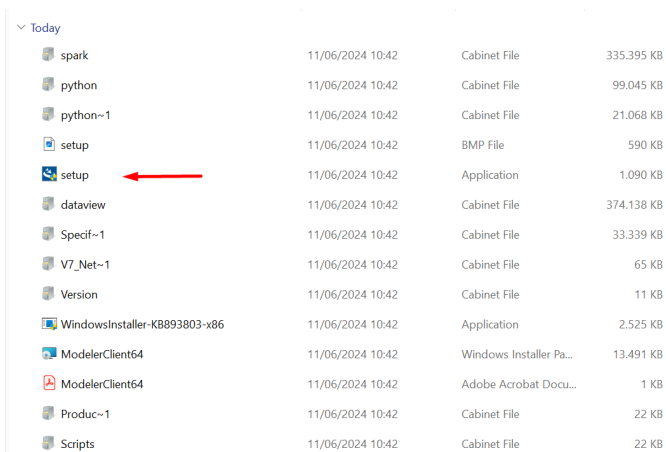 Today
spark 11/06/2024 10:42 Cabinet File 335.395 KB
python 11/06/2024 10:42 Cabinet File 99.045 KB
python~1 11/06/2024 10:42 Cabinet File 21.068 KB
setup 11/06/2024 10:42 BMP File 590 KB
setup 11/06/2024 10:42 Application 1.090 KB
dataview 11/06/2024 10:42 Cabinet File 374.138 KB
Specif~1 11/06/2024 10:42 Cabinet File 33.339 KB
V7_Net~1 11/06/2024 10:42 Cabinet File 65 KB
Version 11/06/2024 10:42 Cabinet File 11 KB
WindowsInstaller-KB893803-x86 11/06/2024 10:42 Application 2.525 KB
ModelerClient64 11/06/2024 10:42 Windows Installer Pa... 13.491 KB
ModelerClient64 11/06/2024 10:42 Adobe Acrobat Docu... 1 KB
Produc~1 11/06/2024 10:42 Cabinet File 22 KB
Scripts 11/06/2024 10:42 Cabinet File 22 KB